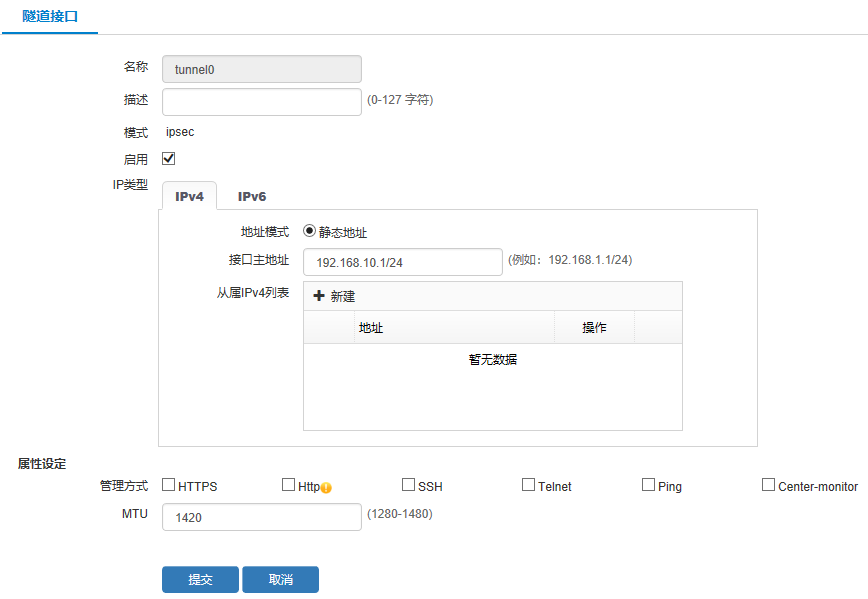 隧道接口
名称 tunnel0
描述 (0-127 字符)
模式 ipsec
启用
IP类型 IPv4 IPv6
地址模式 静态地址
接口主地址 192.168.10.1/24 (例如：192.168.1.1/24)
从属IPv4列表 新建
地址 操作
暂无数据
属性设定
管理方式 HTTPS Http SSH Telnet Ping Center-monitor
MTU 1420 (1280-1480)
提交 取消